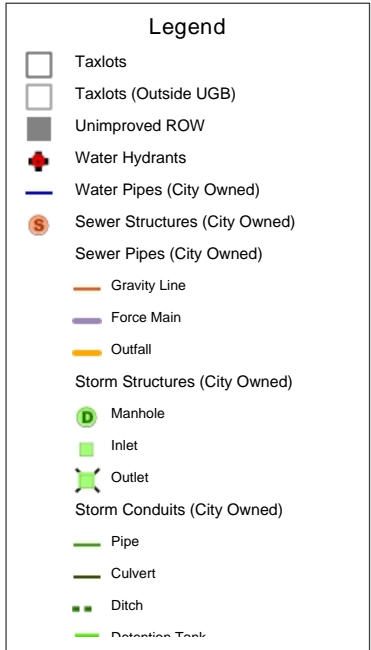 Legend
Taxlots
Taxlots (Outside UGB)
Unimproved ROW
Water Hydrants
Water Pipes (City Owned)
S
Sewer Structures (City Owned)
Sewer Pipes (City Owned)
Gravity Line
Force Main
Outfall
Storm Structures (City Owned)
D
Manhole
Inlet
Outlet
Storm Conduits (City Owned)
Pipe
Culvert
Ditch
Detention Tank